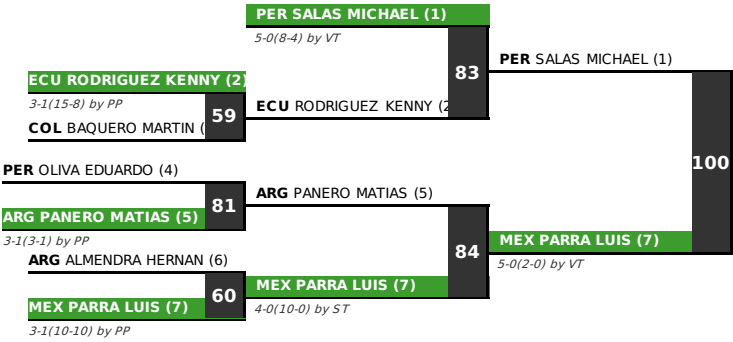 PER SALAS MICHAEL (1)
5-0(8-4) by VT
83
PER SALAS MICHAEL (1)
ECU RODRIGUEZ KENNY (2)
3-1(15-8) by PP
59
COL BAQUERO MARTIN (
ECU RODRIGUEZ KENNY (2
100
PER OLIVA EDUARDO (4)
81
ARG PANERO MATIAS (5)
ARG PANERO MATIAS (5)
3-1(3-1) by PP
84
MEX PARRA LUIS (7)
5-0(2-0) by VT
ARG ALMENDRA HERNAN (6)
60
MEX PARRA LUIS (7)
4-0(10-0) by ST
MEX PARRA LUIS (7)
3-1(10-10) by PP